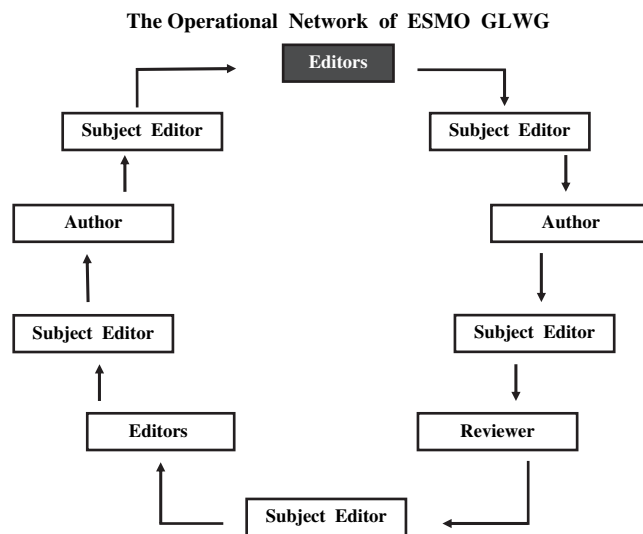 The Operational Network of ESMO GLWG
Editors
Subject Editor
Subject Editor
Author
Author
Subject Editor
Subject Editor
Editors
Reviewer
Subject Editor